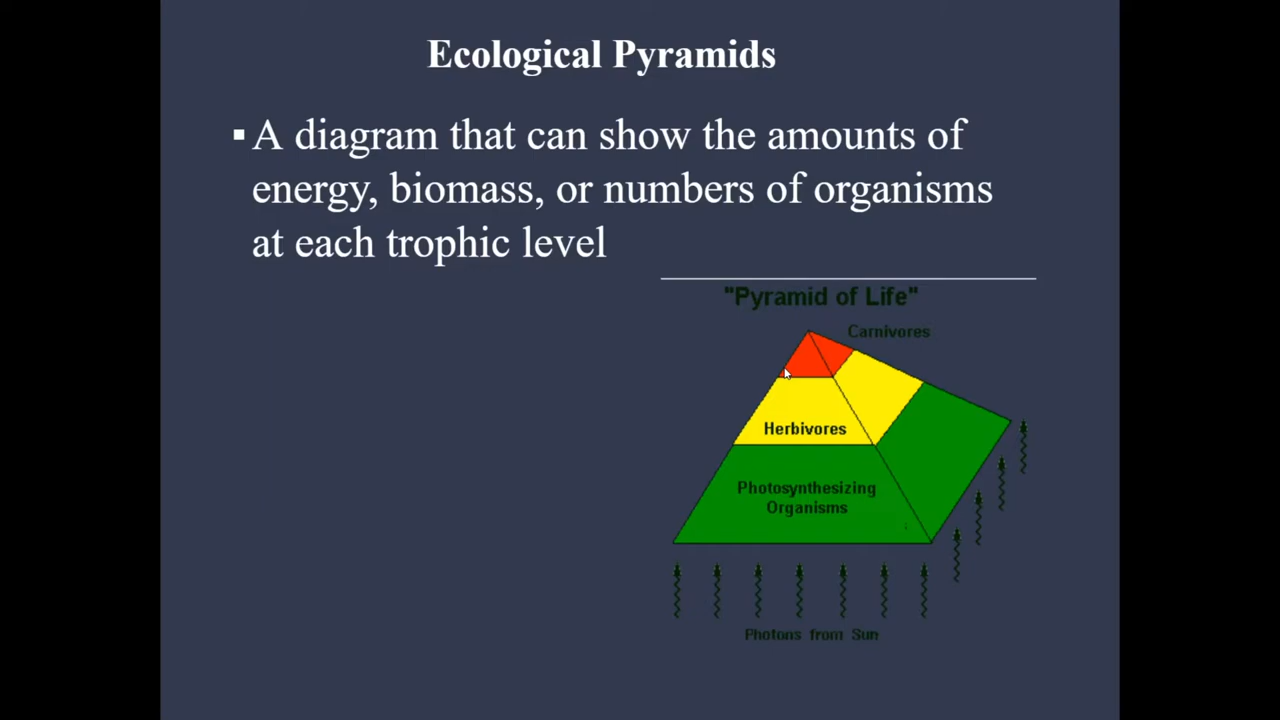 Ecological Pyramids
▪A diagram that can show the amounts of
energy, biomass, or numbers of organisms
at each trophic level
"Pyramid of Life"
Carnivores
Herbivores
Photosynthesizing
Organisms
Photons from Sun